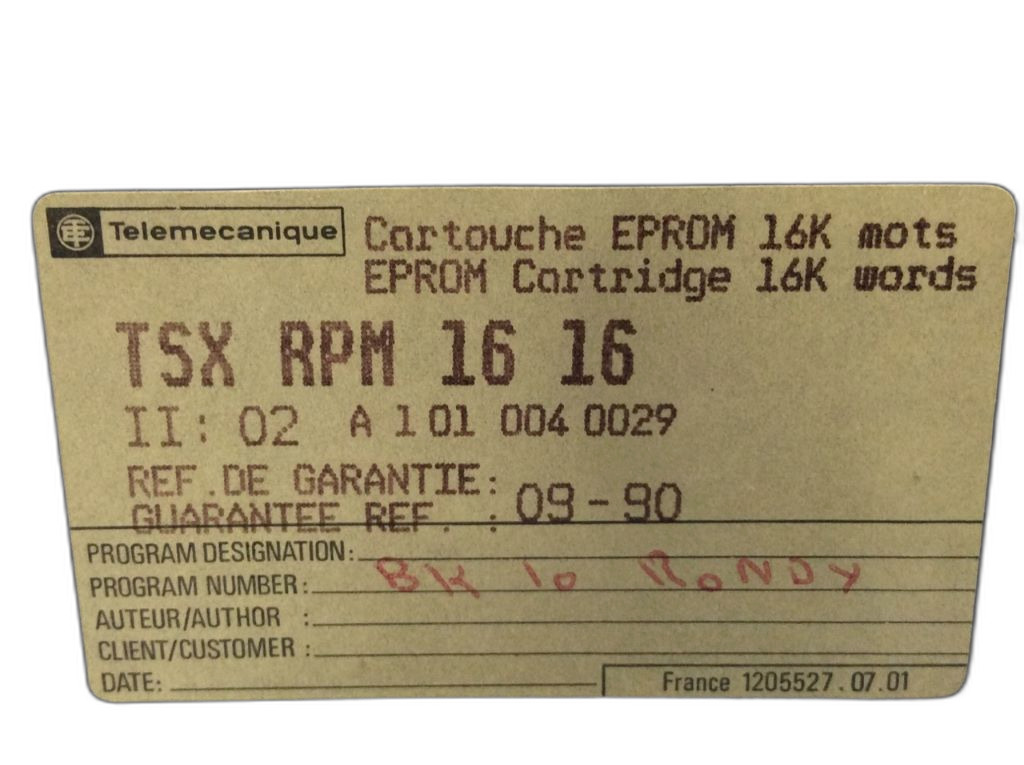 Telemecanique
Cartouche EPROM 16K mots
EPROM Cartridge 16K words
TSX RPM 16 16
II: 02 A 1 01 004 0029
REF.DE GARANTIE:
GUARANTEE REF. : 09-90
PROGRAM DESIGNATION:
PROGRAM NUMBER: BK 10 RONDY
AUTEUR/AUTHOR :
CLIENT/CUSTOMER :
DATE:
France 1205527.07.01